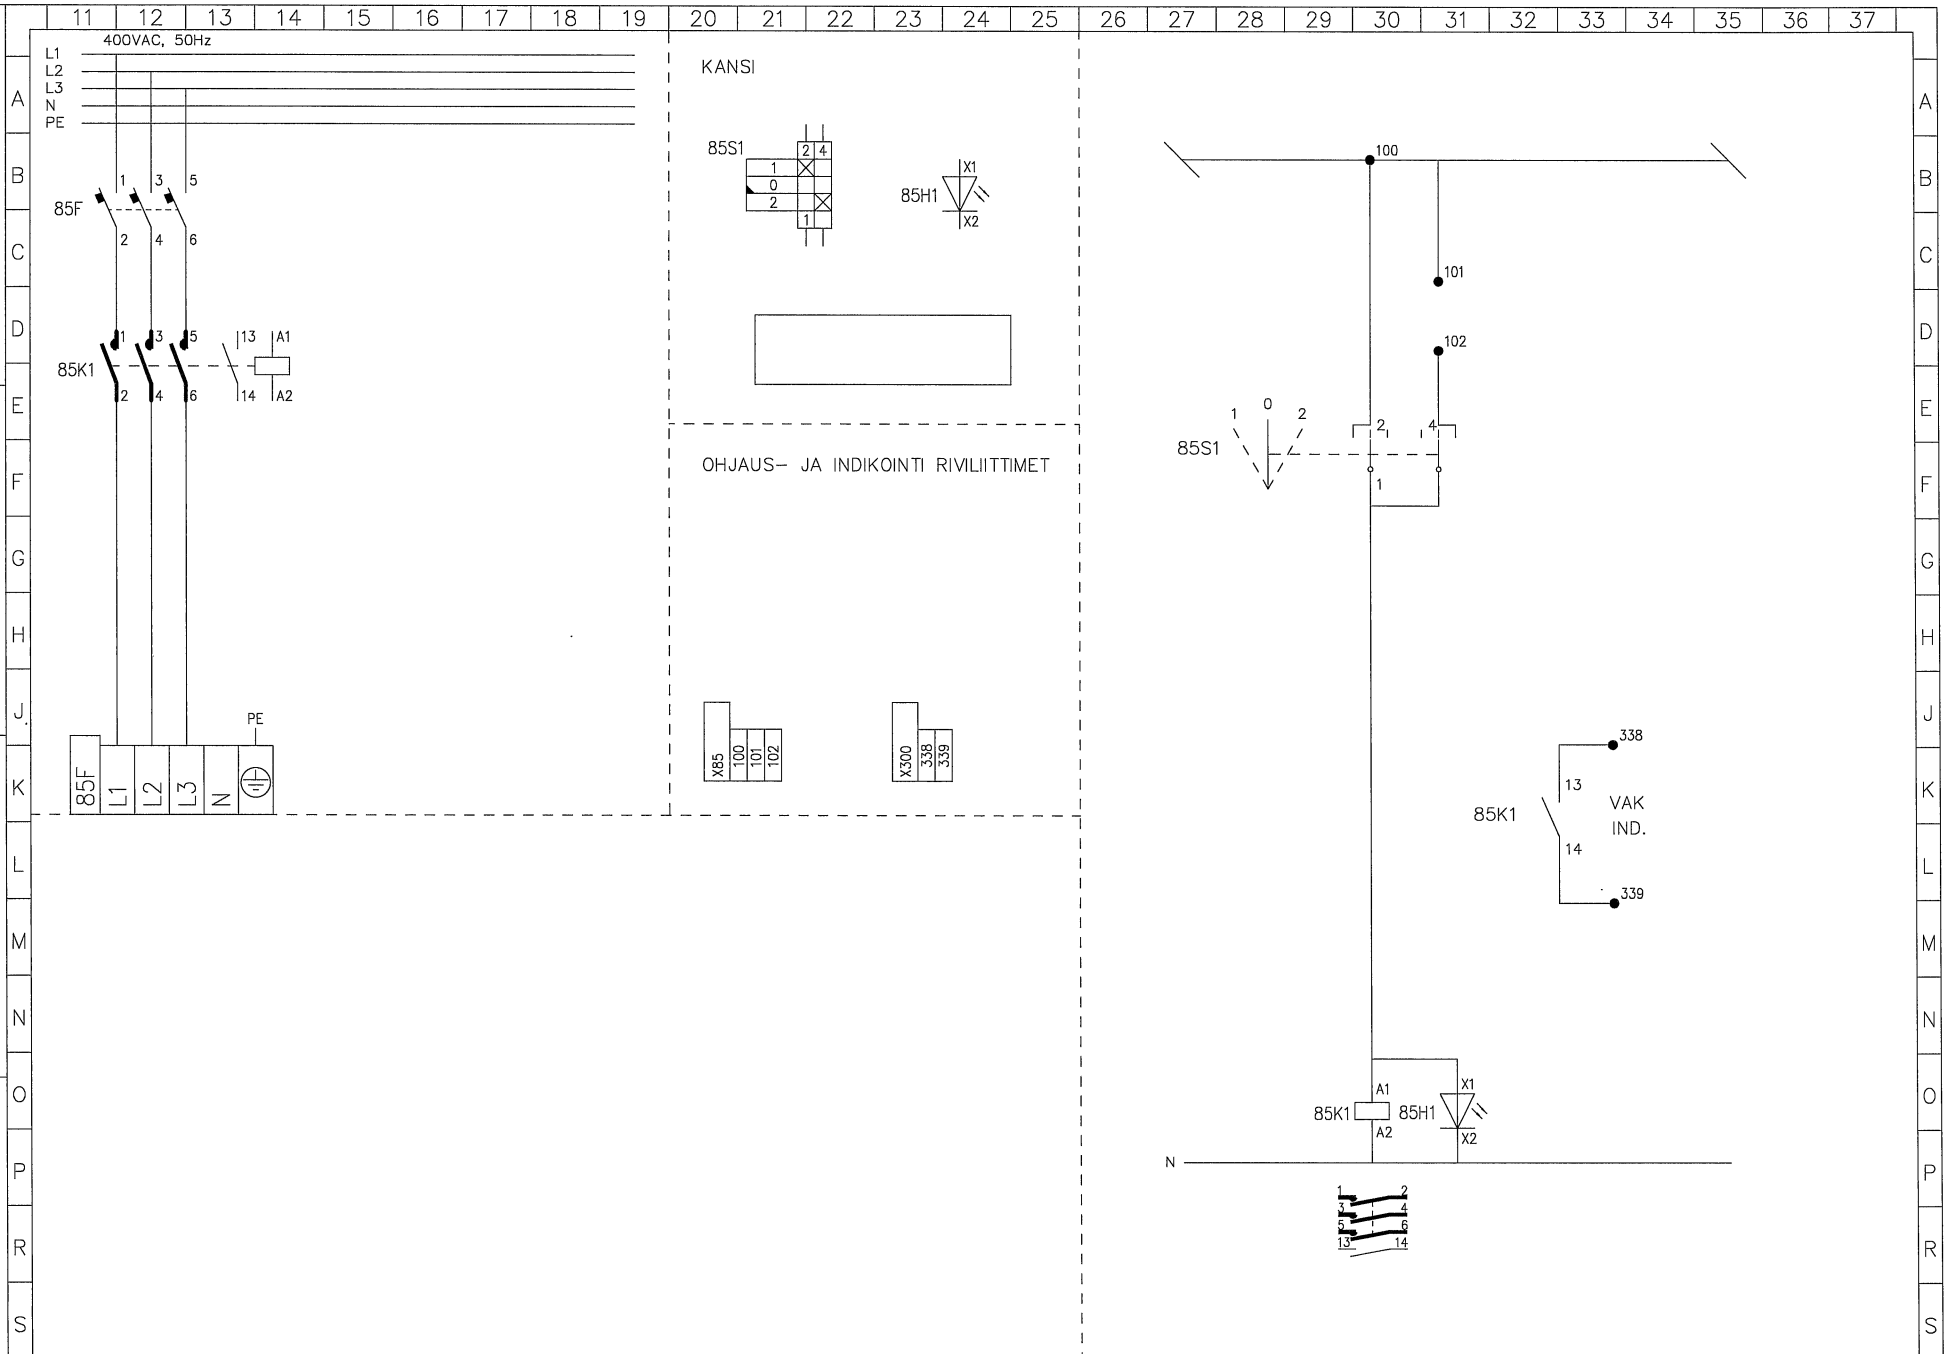 11 12 13 14 15 16 17 18 19 20 21 22 23 24 25 26 27 28 29 30 31 32 33 34 35 36 37
400VAC, 50Hz
L1
L2
L3
N
PE
A
B
C
D
E
F
G
H
J
K
L
M
N
O
P
R
S
1 3 5
85F
2 4 6
1 3 5 13 A1
85K1
2 4 6 14 A2
PE
85F L1 L2 L3 N
KANSI
85S1
2 4
1
0
2
1
X1
85H1
X2
OHJAUS- JA INDIKOINTI RIVILIITTIMET
X85 100 101 102
X300 338 339
100
101
102
1 0 2
2 4
85S1
1
338
13
85K1
VAK
IND.
14
339
A1 X1
85K1 85H1
A2 X2
N
1 2
3 4
5 6
13 14
A
B
C
D
E
F
G
H
J
K
L
M
N
O
P
R
S